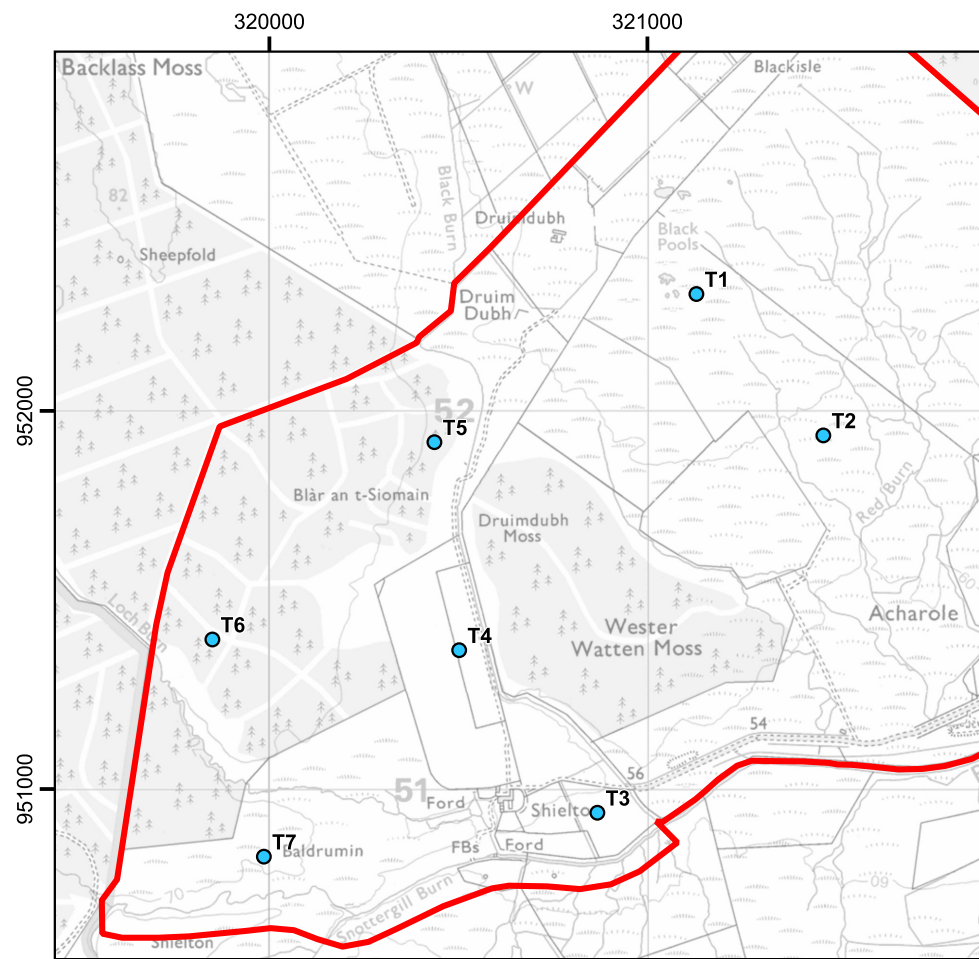 320000
321000
Backlass Moss
Blackisle
W
82
Black Burn
Druimdubh
Black
Pools
Sheepfold
T1
Druim
Dubh
70
952000
52
T5
T2
Blàr an t-Siomain
Red Burn
Druimdubh
Moss
Loch Burn
T6
T4
Wester
Watten Moss
Acharole
54
56
951000
51
Ford
Shielton
T3
T7
Baldrumin
FBs
Ford
70
60
Snottergill Burn
Shielton